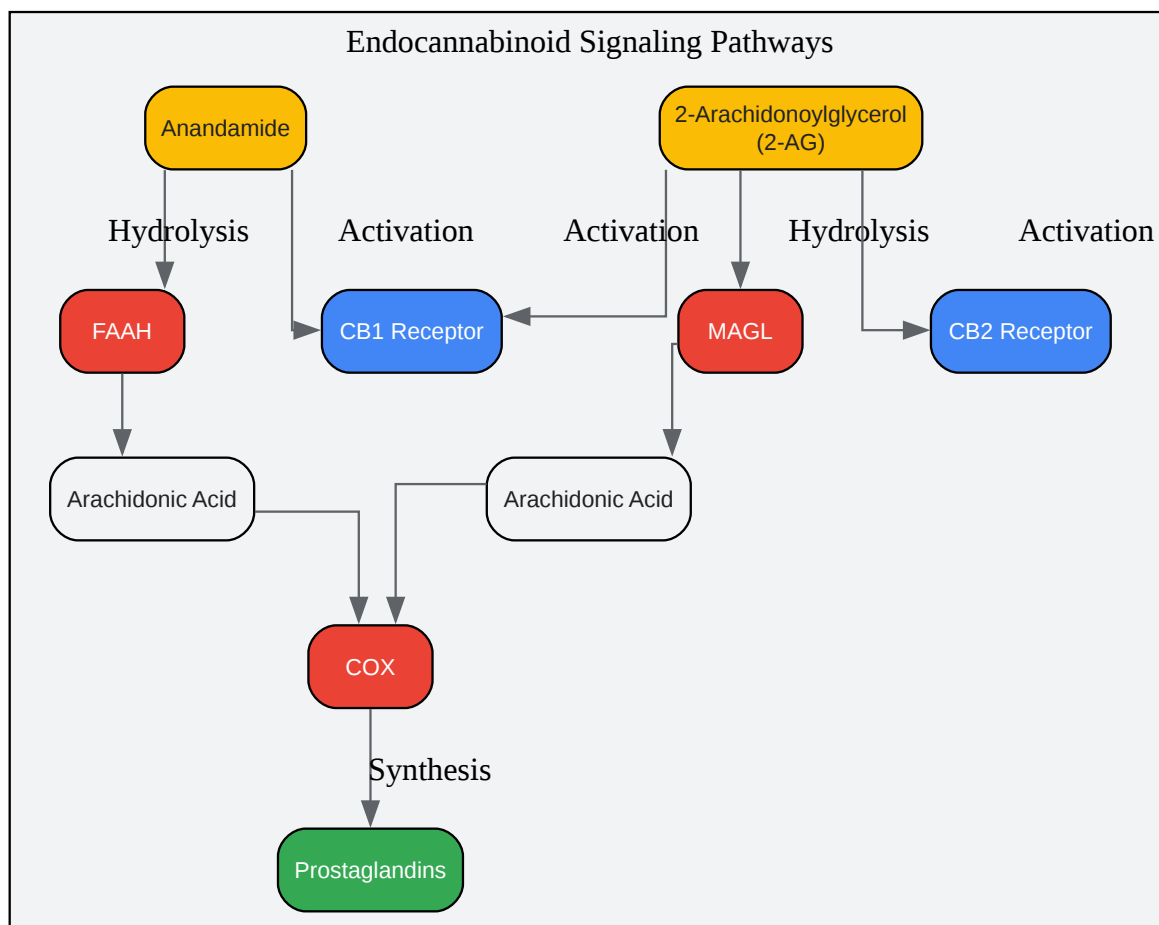 Endocannabinoid Signaling Pathways
Anandamide
2-Arachidonoylglycerol
(2-AG)
Hydrolysis
Activation
Activation
Hydrolysis
Activation
FAAH
CB1 Receptor
MAGL
CB2 Receptor
Arachidonic Acid
Arachidonic Acid
COX
Synthesis
Prostaglandins